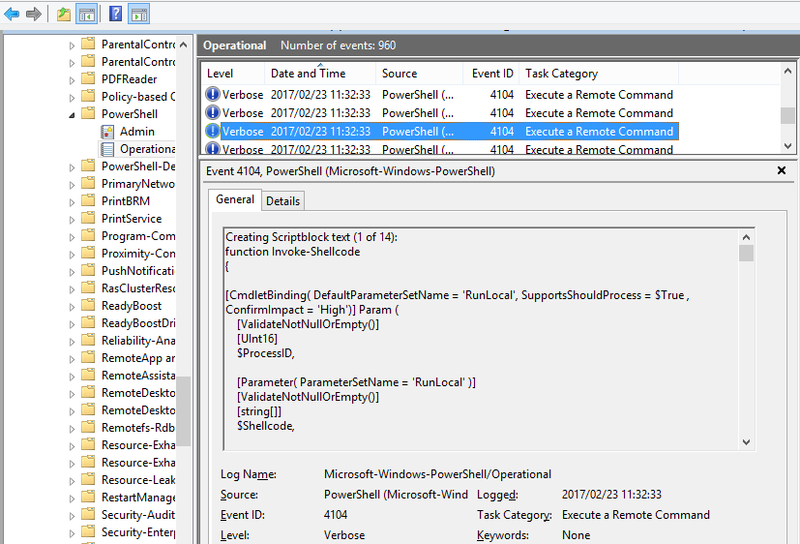 ParentalContr
ParentalContr
PDFReader
Policy-based C
PowerShell
Admin
Operationa
PowerShell-De
PrimaryNetwo
PrintBRM
PrintService
Program-Com
Proximity-Con
PushNotificati
RasClusterReso
ReadyBoost
ReadyBoostDri
Reliability-Ana
RemoteApp an
RemoteAssista
RemoteDeskto
RemoteDeskto
Remotefs-Rdb
Resource-Exha
Resource-Exha
Resource-Leak
RestartManage
Security-Audit
Security-Enterp
Operational Number of events: 960
Level Date and Time Source Event ID Task Category
Verbose 2017/02/23 11:32:33 PowerShell (... 4104 Execute a Remote Command
Verbose 2017/02/23 11:32:33 PowerShell (... 4104 Execute a Remote Command
Verbose 2017/02/23 11:32:33 PowerShell (... 4104 Execute a Remote Command
Verbose 2017/02/23 11:32:33 PowerShell (... 4104 Execute a Remote Command
Event 4104, PowerShell (Microsoft-Windows-PowerShell)
General Details
Creating Scriptblock text (1 of 14):
function Invoke-Shellcode
{
[CmdletBinding( DefaultParameterSetName = 'RunLocal', SupportsShouldProcess = $True ,
ConfirmImpact = 'High')] Param (
[ValidateNotNullOrEmpty()]
[UInt16]
$ProcessID,
[Parameter( ParameterSetName = 'RunLocal' )]
[ValidateNotNullOrEmpty()]
[string[]]
$Shellcode,
Log Name: Microsoft-Windows-PowerShell/Operational
Source: PowerShell (Microsoft-Wind Logged: 2017/02/23 11:32:33
Event ID: 4104 Task Category: Execute a Remote Command
Level: Verbose Keywords: None